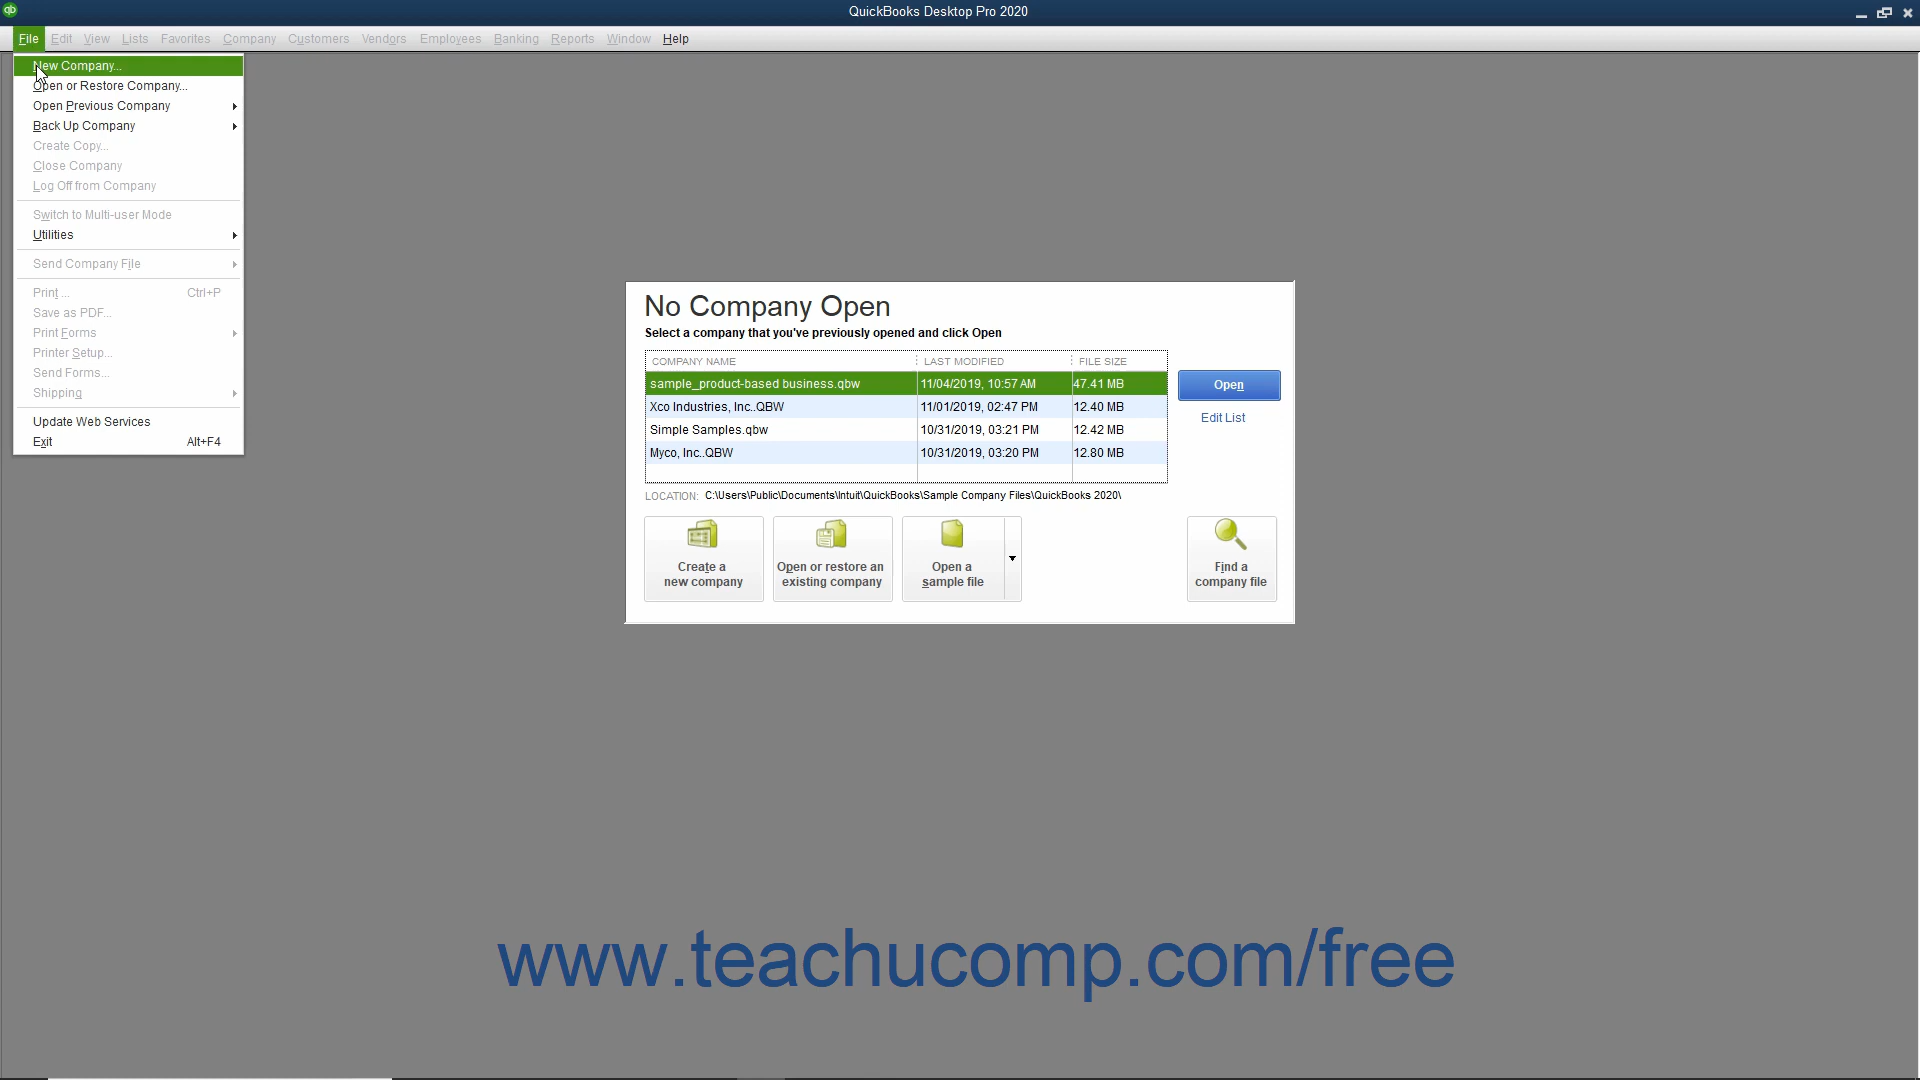 qb
QuickBooks Desktop Pro 2020
File Edit View Lists Favorites Company Customers Vendors Employees Banking Reports Window Help
New Company...
Open or Restore Company...
Open Previous Company
Back Up Company
Create Copy...
Close Company
Log Off from Company
Switch to Multi-user Mode
Utilities
Send Company File
Print ... Ctrl+P
Save as PDF...
Print Forms
Printer Setup...
Send Forms...
Shipping
Update Web Services
Exit Alt+F4
No Company Open
Select a company that you've previously opened and click Open
COMPANY NAME LAST MODIFIED FILE SIZE
sample_product-based business.qbw 11/04/2019, 10:57 AM 47.41 MB
Xco Industries, Inc..QBW 11/01/2019, 02:47 PM 12.40 MB
Simple Samples.qbw 10/31/2019, 03:21 PM 12.42 MB
Myco, Inc..QBW 10/31/2019, 03:20 PM 12.80 MB
Open
Edit List
LOCATION: C:\Users\Public\Documents\Intuit\QuickBooks\Sample Company Files\QuickBooks 2020\
Create a
new company
Open or restore an
existing company
Open a
sample file
Find a
company file
www.teachucomp.com/free